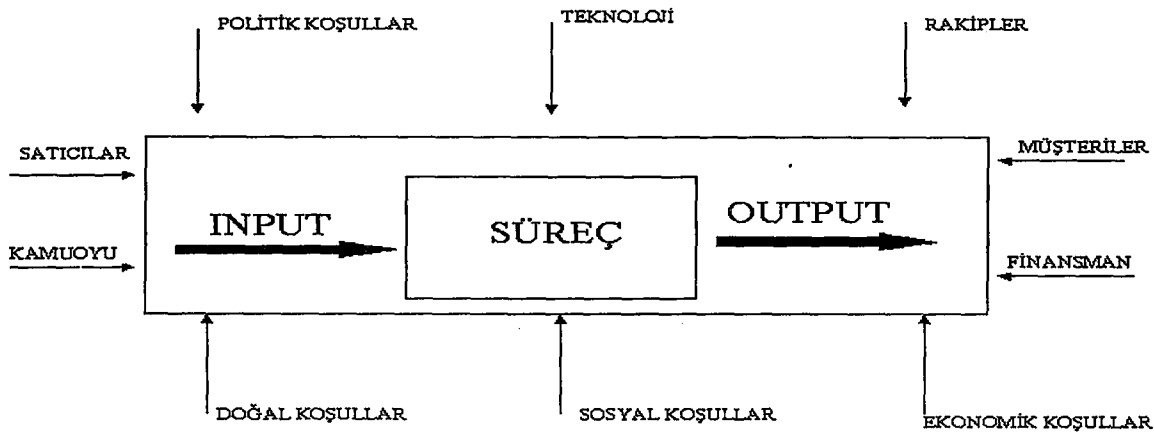 POLİTİK KOŞULLAR
TEKNOLOJİ
RAKİPLER
SATICILAR
MÜŞTERİLER
INPUT
SÜREÇ
OUTPUT
KAMUOYU
FİNANSMAN
DOĞAL KOŞULLAR
SOSYAL KOŞULLAR
EKONOMİK KOŞULLAR